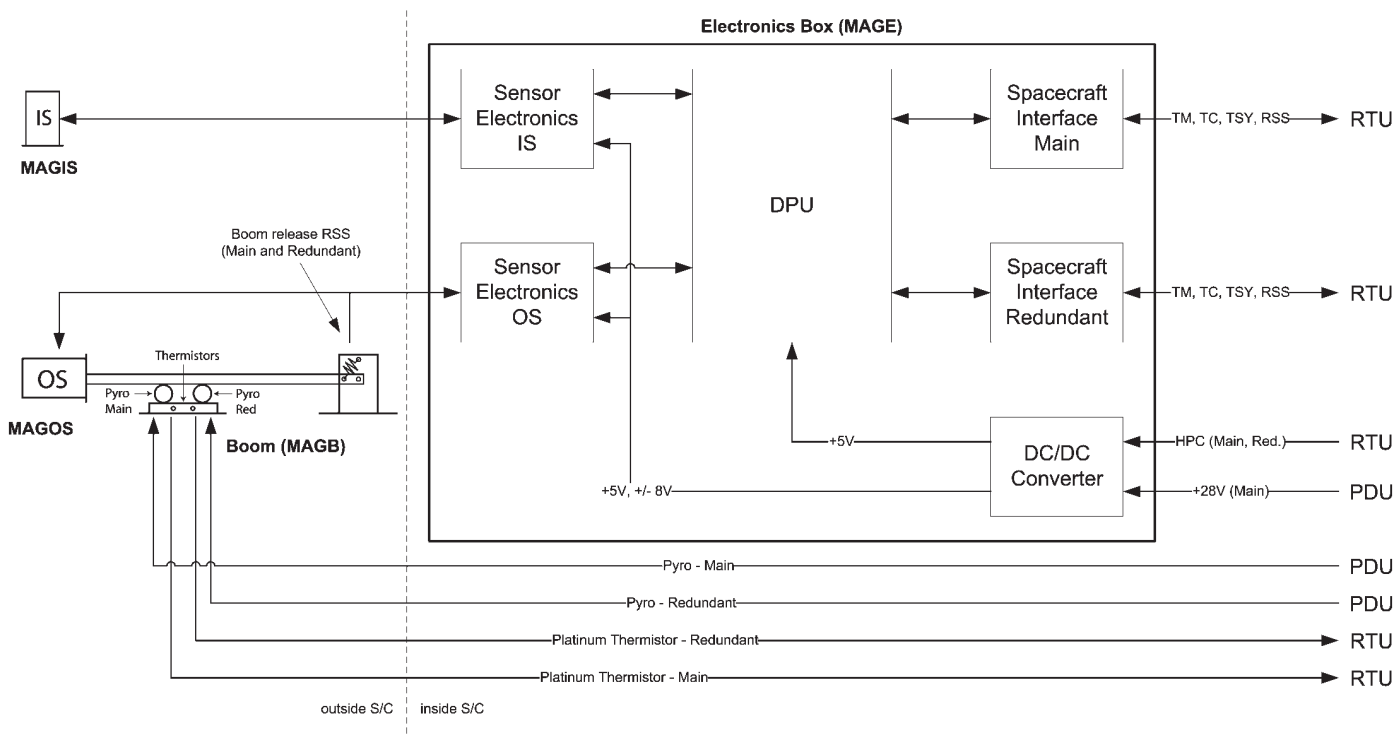 Electronics Box (MAGE)
IS
MAGIS
Sensor
Electronics
IS
DPU
Spacecraft
Interface
Main
TM, TC, TSY, RSS
RTU
Boom release RSS
(Main and Redundant)
Sensor
Electronics
OS
Spacecraft
Interface
Redundant
TM, TC, TSY, RSS
RTU
OS
MAGOS
Thermistors
Pyro
Main
Pyro
Red
Boom (MAGB)
+5V
+5V, +/- 8V
DC/DC
Converter
HPC (Main, Red.)
RTU
+28V (Main)
PDU
Pyro - Main
PDU
Pyro - Redundant
PDU
Platinum Thermistor - Redundant
RTU
Platinum Thermistor - Main
RTU
outside S/C
inside S/C